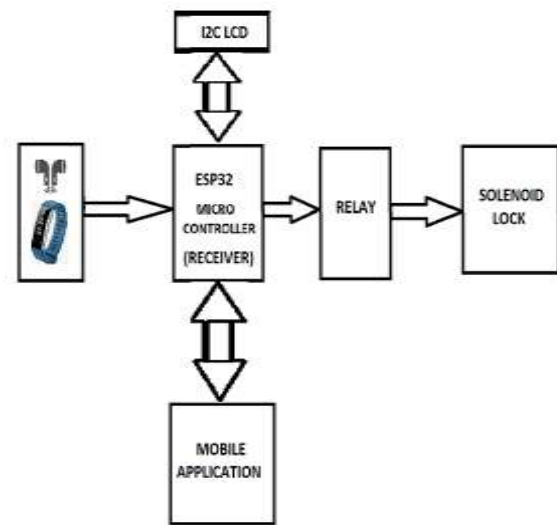 I2C LCD
ESP32
MICRO
CONTROLLER
(RECEIVER)
RELAY
SOLENOID
LOCK
MOBILE
APPLICATION